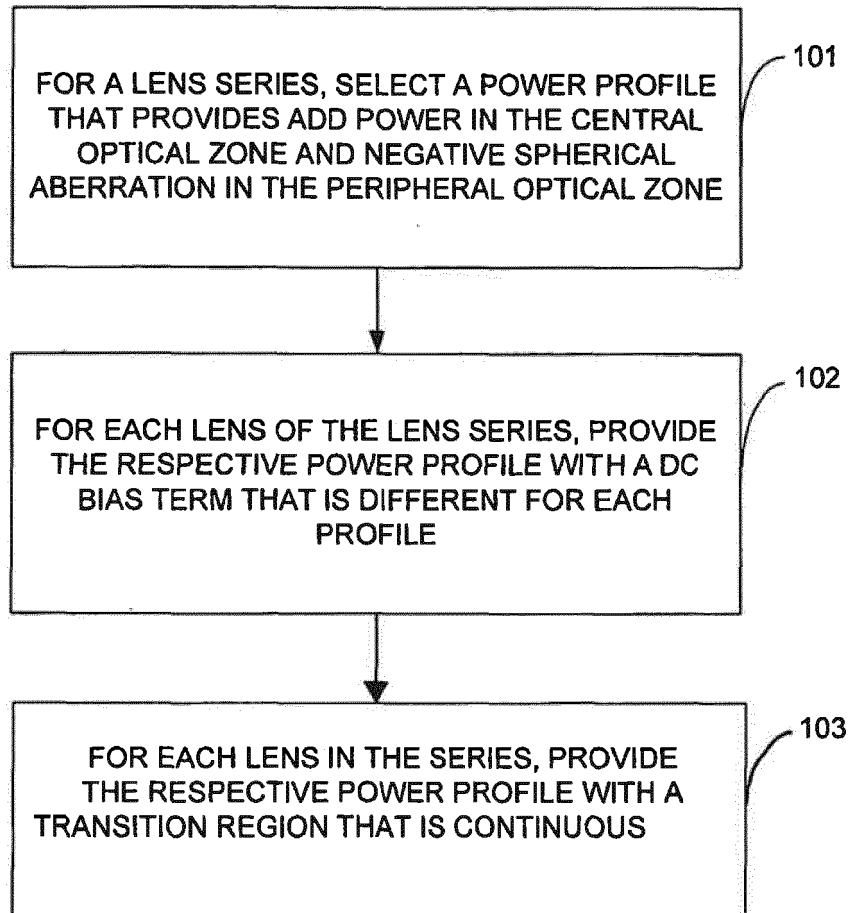 FOR A LENS SERIES, SELECT A POWER PROFILE
THAT PROVIDES ADD POWER IN THE CENTRAL
OPTICAL ZONE AND NEGATIVE SPHERICAL
ABERRATION IN THE PERIPHERAL OPTICAL ZONE
101
FOR EACH LENS OF THE LENS SERIES, PROVIDE
THE RESPECTIVE POWER PROFILE WITH A DC
BIAS TERM THAT IS DIFFERENT FOR EACH
PROFILE
102
FOR EACH LENS IN THE SERIES, PROVIDE
THE RESPECTIVE POWER PROFILE WITH A
TRANSITION REGION THAT IS CONTINUOUS
103